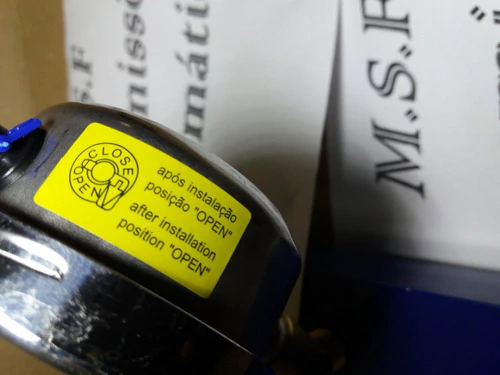 CLOSE
OPEN
após instalação
posição "OPEN"
after installation
position "OPEN"
M.S.F
M.S.F